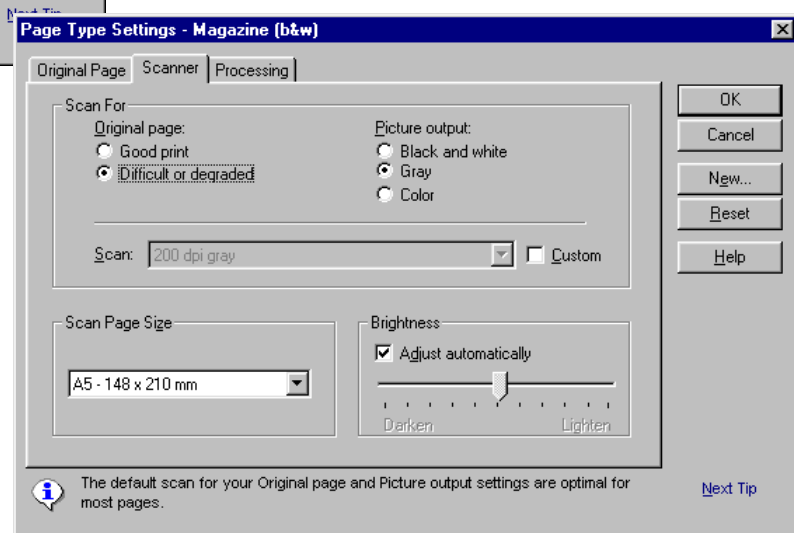 Next Tip
Page Type Settings - Magazine (b&w)
Original Page Scanner Processing
Scan For
Original page: Picture output:
Good print Black and white
Difficult or degraded Gray
Color
Scan: 200 dpi gray Custom
Scan Page Size Brightness
Adjust automatically
A5 - 148 x 210 mm
Darken Lighten
OK
Cancel
New...
Reset
Help
The default scan for your Original page and Picture output settings are optimal for
most pages.
Next Tip